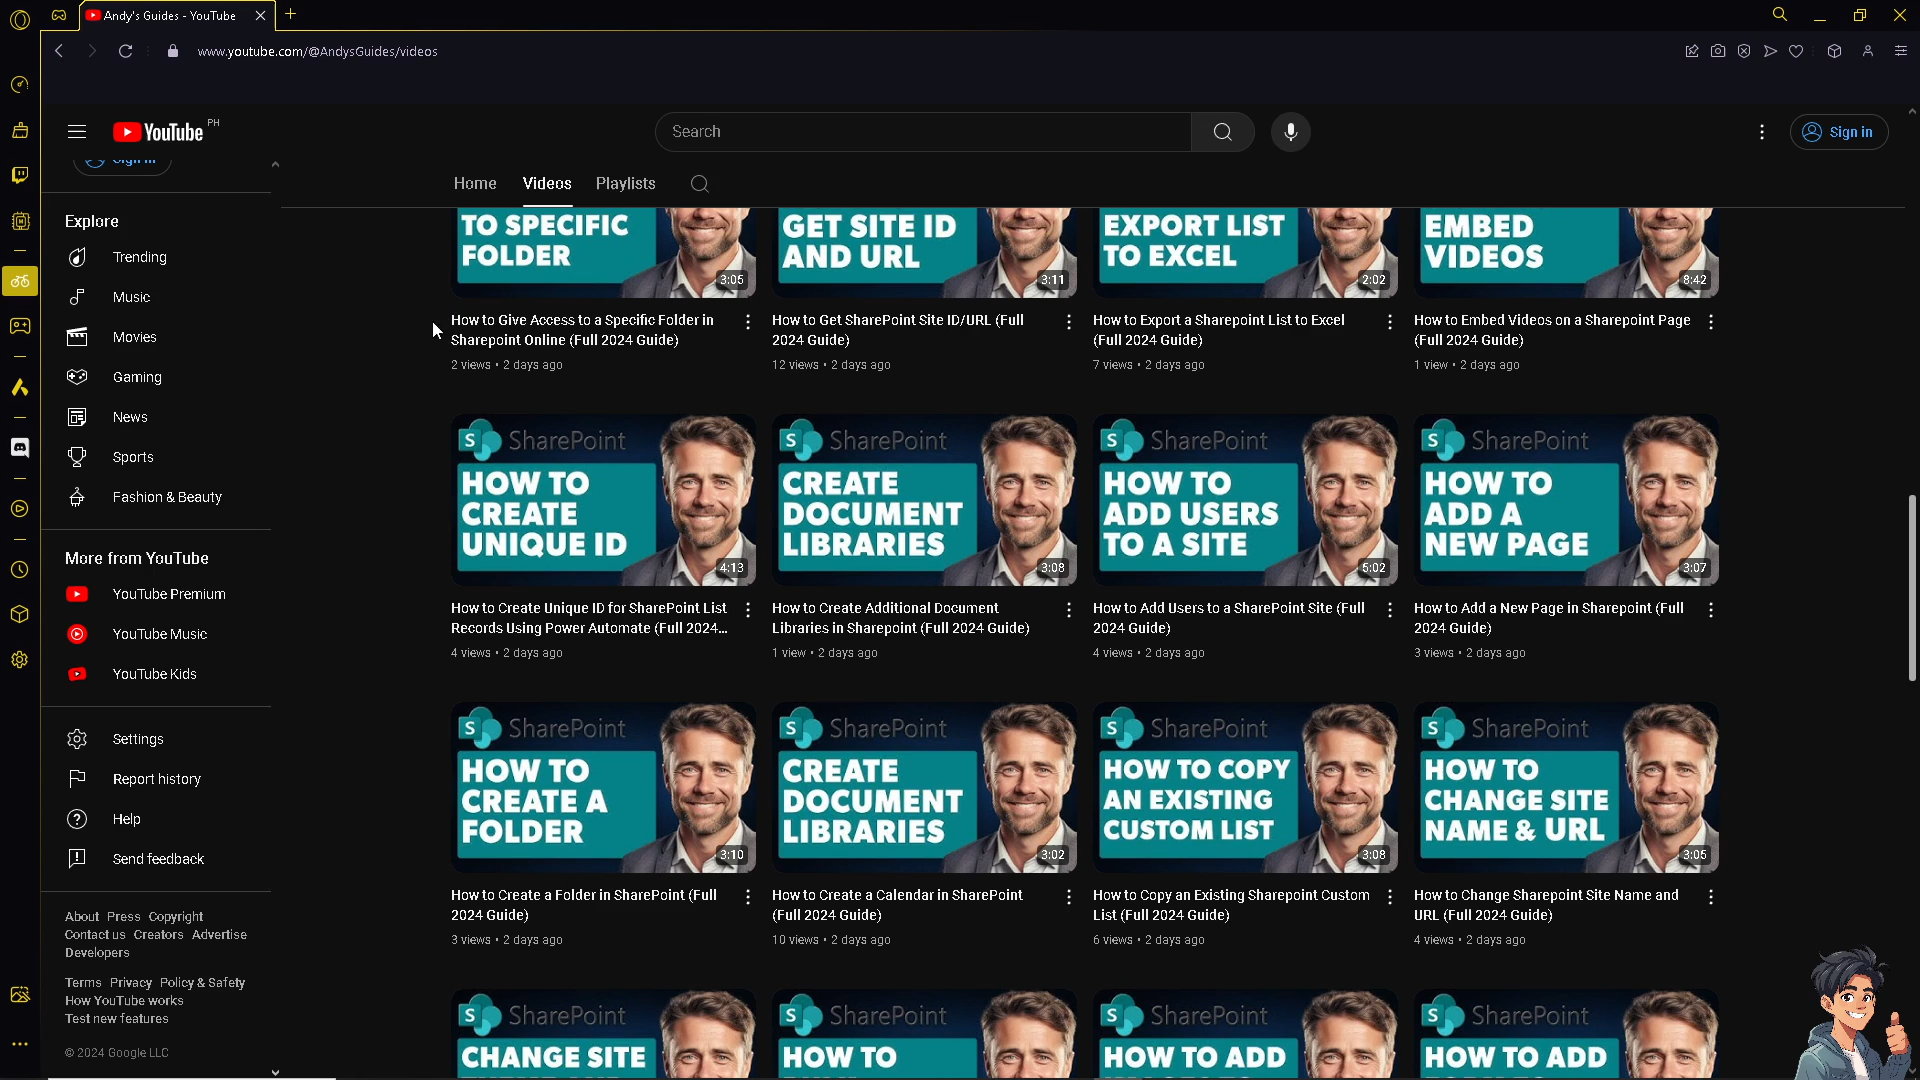 Andy's Guides - YouTube
www.youtube.com/@AndysGuides/videos
YouTube PH
Search
Sign in
Home
Videos
Playlists
Explore
Trending
Music
Movies
Gaming
News
Sports
Fashion & Beauty
More from YouTube
YouTube Premium
YouTube Music
YouTube Kids
Settings
Report history
Help
Send feedback
About Press Copyright
Contact us Creators Advertise
Developers
Terms Privacy Policy & Safety
How YouTube works
Test new features
© 2024 Google LLC
TO SPECIFIC
FOLDER
3:05
How to Give Access to a Specific Folder in
Sharepoint Online (Full 2024 Guide)
2 views • 2 days ago
GET SITE ID
AND URL
3:11
How to Get SharePoint Site ID/URL (Full
2024 Guide)
12 views • 2 days ago
EXPORT LIST
TO EXCEL
2:02
How to Export a Sharepoint List to Excel
(Full 2024 Guide)
7 views • 2 days ago
EMBED
VIDEOS
8:42
How to Embed Videos on a Sharepoint Page
(Full 2024 Guide)
1 view • 2 days ago
S SharePoint
HOW TO
CREATE
UNIQUE ID
4:13
How to Create Unique ID for SharePoint List
Records Using Power Automate (Full 2024...
4 views • 2 days ago
S SharePoint
CREATE
DOCUMENT
LIBRARIES
3:08
How to Create Additional Document
Libraries in Sharepoint (Full 2024 Guide)
1 view • 2 days ago
S SharePoint
HOW TO
ADD USERS
TO A SITE
5:02
How to Add Users to a SharePoint Site (Full
2024 Guide)
4 views • 2 days ago
S SharePoint
HOW TO
ADD A
NEW PAGE
3:07
How to Add a New Page in Sharepoint (Full
2024 Guide)
3 views • 2 days ago
S SharePoint
HOW TO
CREATE A
FOLDER
3:10
How to Create a Folder in SharePoint (Full
2024 Guide)
3 views • 2 days ago
S SharePoint
CREATE
DOCUMENT
LIBRARIES
3:02
How to Create a Calendar in SharePoint
(Full 2024 Guide)
10 views • 2 days ago
S SharePoint
HOW TO COPY
AN EXISTING
CUSTOM LIST
3:08
How to Copy an Existing Sharepoint Custom
List (Full 2024 Guide)
6 views • 2 days ago
S SharePoint
HOW TO
CHANGE SITE
NAME & URL
3:05
How to Change Sharepoint Site Name and
URL (Full 2024 Guide)
4 views • 2 days ago
S SharePoint
CHANGE SITE
S SharePoint
HOW TO
S SharePoint
HOW TO ADD
S SharePoint
HOW TO ADD